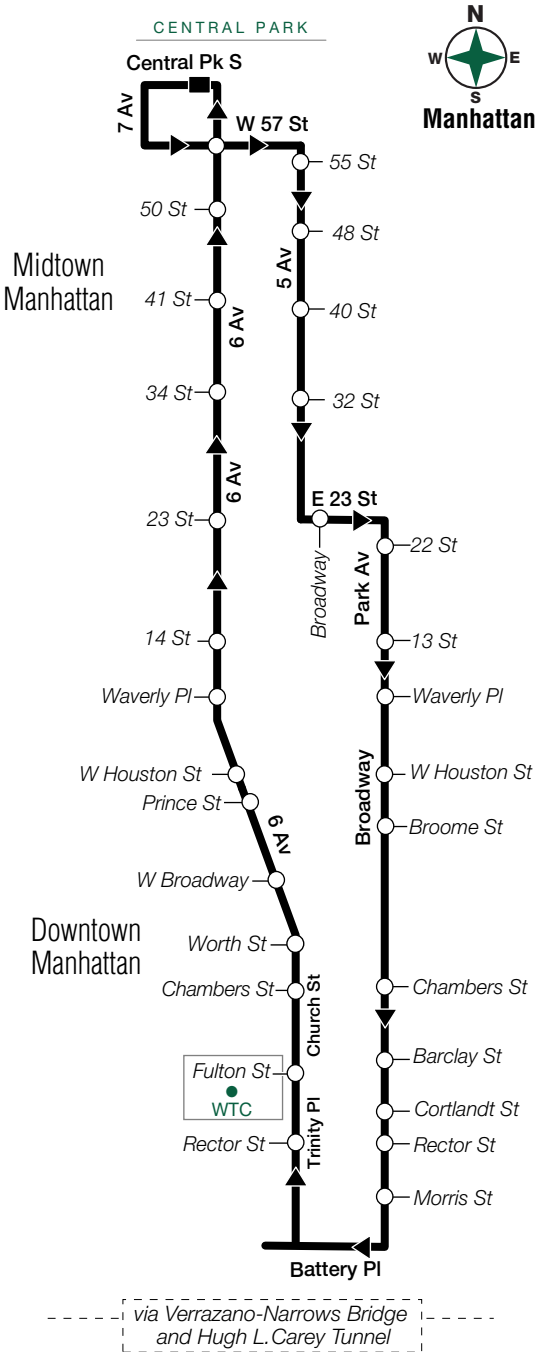 CENTRAL PARK
Central Pk S
N
W
E
S
Manhattan
7 Av
W 57 St
55 St
50 St
48 St
Midtown
Manhattan
5 Av
41 St
6 Av
40 St
34 St
32 St
6 Av
23 St
E 23 St
Broadway
Park Av
22 St
14 St
13 St
Waverly Pl
Waverly Pl
W Houston St
W Houston St
Prince St
Broadway
6 Av
Broome St
W Broadway
Downtown
Manhattan
Worth St
Chambers St
Church St
Chambers St
Fulton St
WTC
Barclay St
Cortlandt St
Rector St
Trinity Pl
Rector St
Morris St
Battery Pl
via Verrazano-Narrows Bridge
and Hugh L. Carey Tunnel